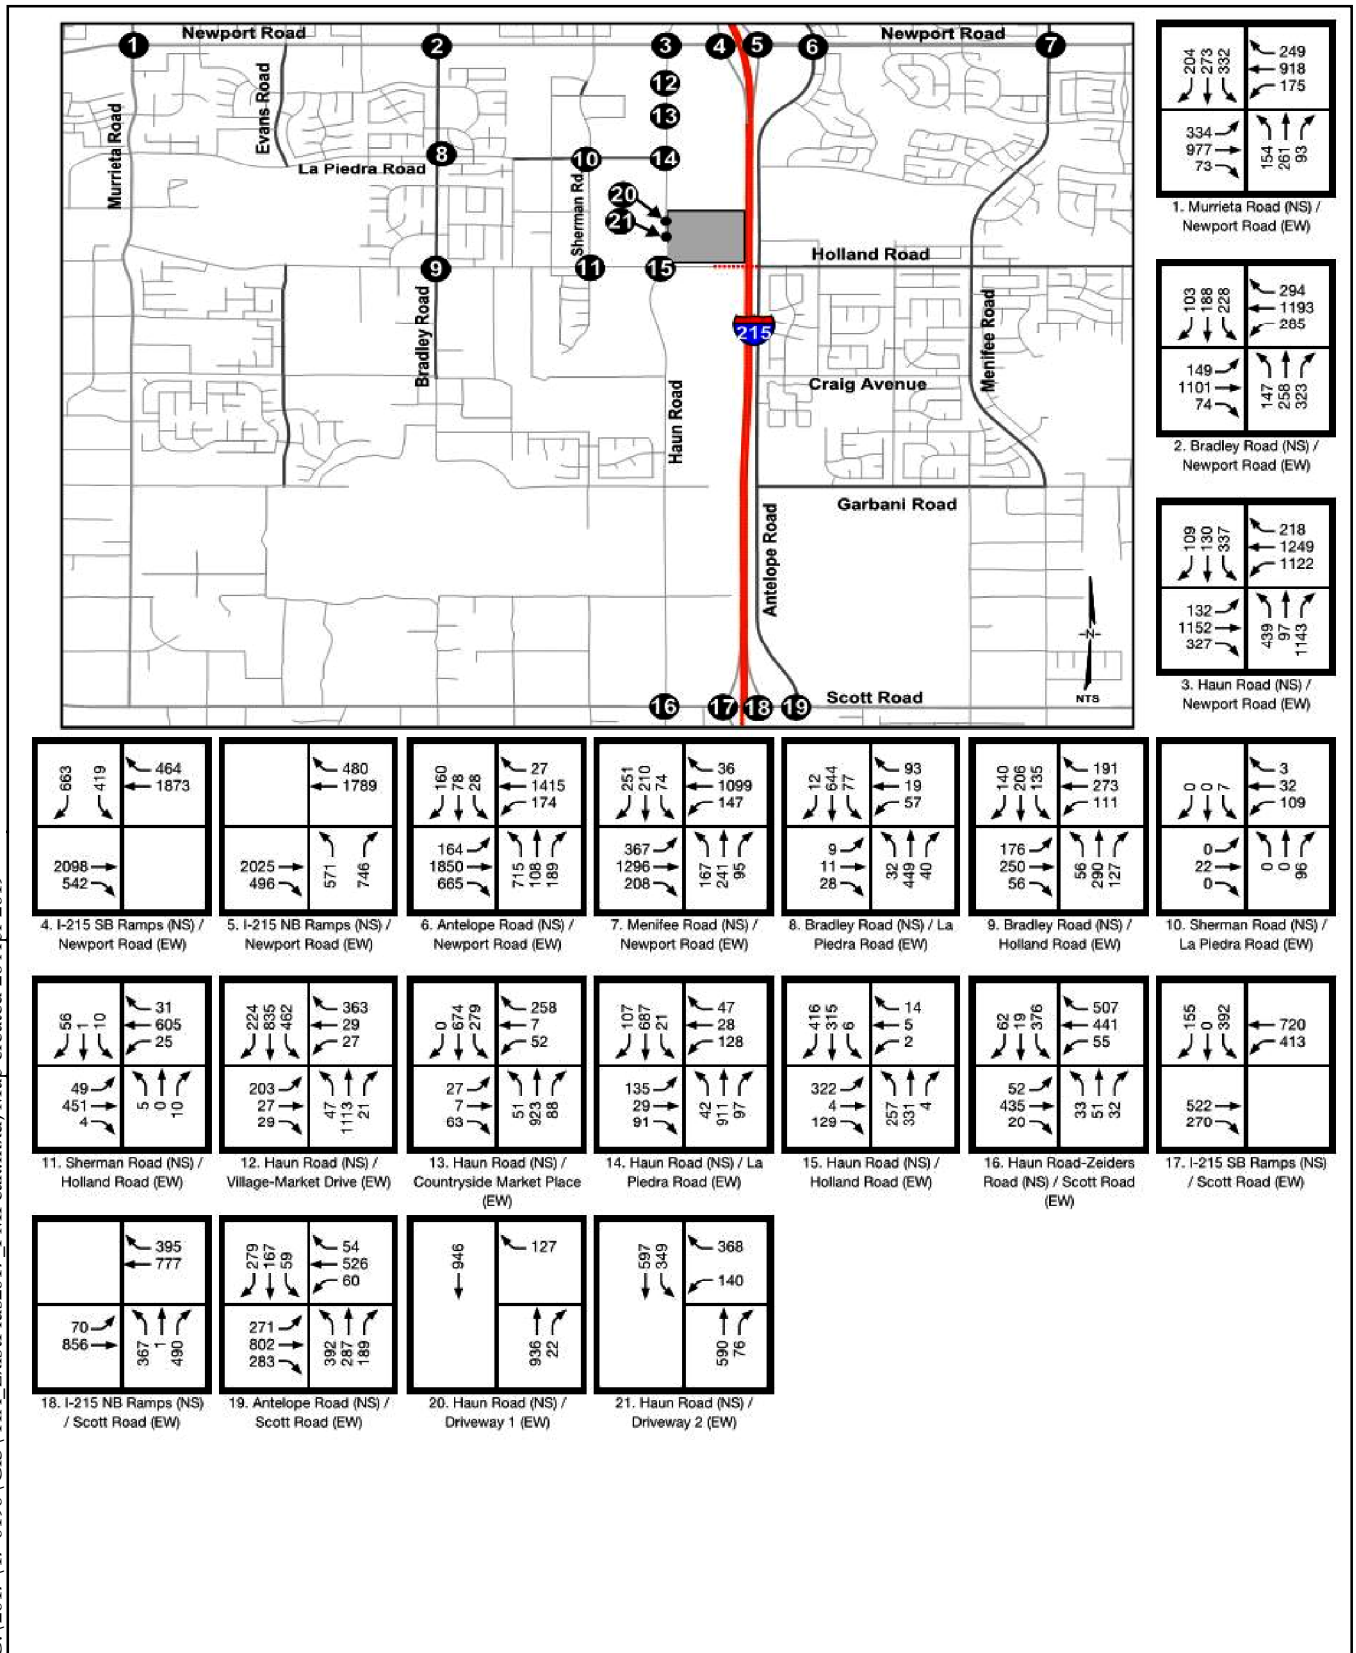 1 Newport Road 2 3 4 5 6 Newport Road 7
Evans Road
12
Murrieta Road
13
8
La Piedra Road
10
14
Sherman Rd
20
21
9
11
15
Holland Road
Bradley Road
215
Menifee Road
Craig Avenue
Haun Road
Garbani Road
Antelope Road
N
NTS
16 17 18 19 Scott Road
204 273 332
249
918
175
334
977
73
154 261 93
1. Murrieta Road (NS) /
Newport Road (EW)
103 188 228
294
1193
285
149
1101
74
147 258 323
2. Bradley Road (NS) /
Newport Road (EW)
109 130 337
218
1249
1122
132
1152
327
439 97 1143
3. Haun Road (NS) /
Newport Road (EW)
663 419
464
1873
2098
542
4. I-215 SB Ramps (NS) /
Newport Road (EW)
480
1789
2025
496
571 746
5. I-215 NB Ramps (NS) /
Newport Road (EW)
160 78 28
27
1415
174
164
1850
665
715 108 189
6. Antelope Road (NS) /
Newport Road (EW)
251 210 74
36
1099
147
367
1296
208
167 241 95
7. Menifee Road (NS) /
Newport Road (EW)
12 644 77
93
19
57
9
11
28
32 449 40
8. Bradley Road (NS) / La
Piedra Road (EW)
140 206 135
191
273
111
176
250
56
56 290 127
9. Bradley Road (NS) /
Holland Road (EW)
0 0 7
3
32
109
0
22
0
0 0 96
10. Sherman Road (NS) /
La Piedra Road (EW)
56 1 10
31
605
25
49
451
4
5 0 10
11. Sherman Road (NS) /
Holland Road (EW)
224 835 462
363
29
27
203
27
29
47 1113 21
12. Haun Road (NS) /
Village-Market Drive (EW)
0 674 279
258
7
52
27
7
63
51 923 88
13. Haun Road (NS) /
Countryside Market Place
(EW)
107 687 21
47
28
128
135
29
91
42 911 97
14. Haun Road (NS) / La
Piedra Road (EW)
416 315 6
14
5
2
322
4
129
257 331 4
15. Haun Road (NS) /
Holland Road (EW)
62 19 376
507
441
55
52
435
20
33 51 32
16. Haun Road-Zeiders
Road (NS) / Scott Road
(EW)
155 0 392
720
413
522
270
17. I-215 SB Ramps (NS)
/ Scott Road (EW)
395
777
70
856
367 1 490
18. I-215 NB Ramps (NS)
/ Scott Road (EW)
279 167 59
54
526
60
271
802
283
392 287 189
19. Antelope Road (NS) /
Scott Road (EW)
946
127
936 22
20. Haun Road (NS) /
Driveway 1 (EW)
597 349
368
140
590 76
21. Haun Road (NS) /
Driveway 2 (EW)